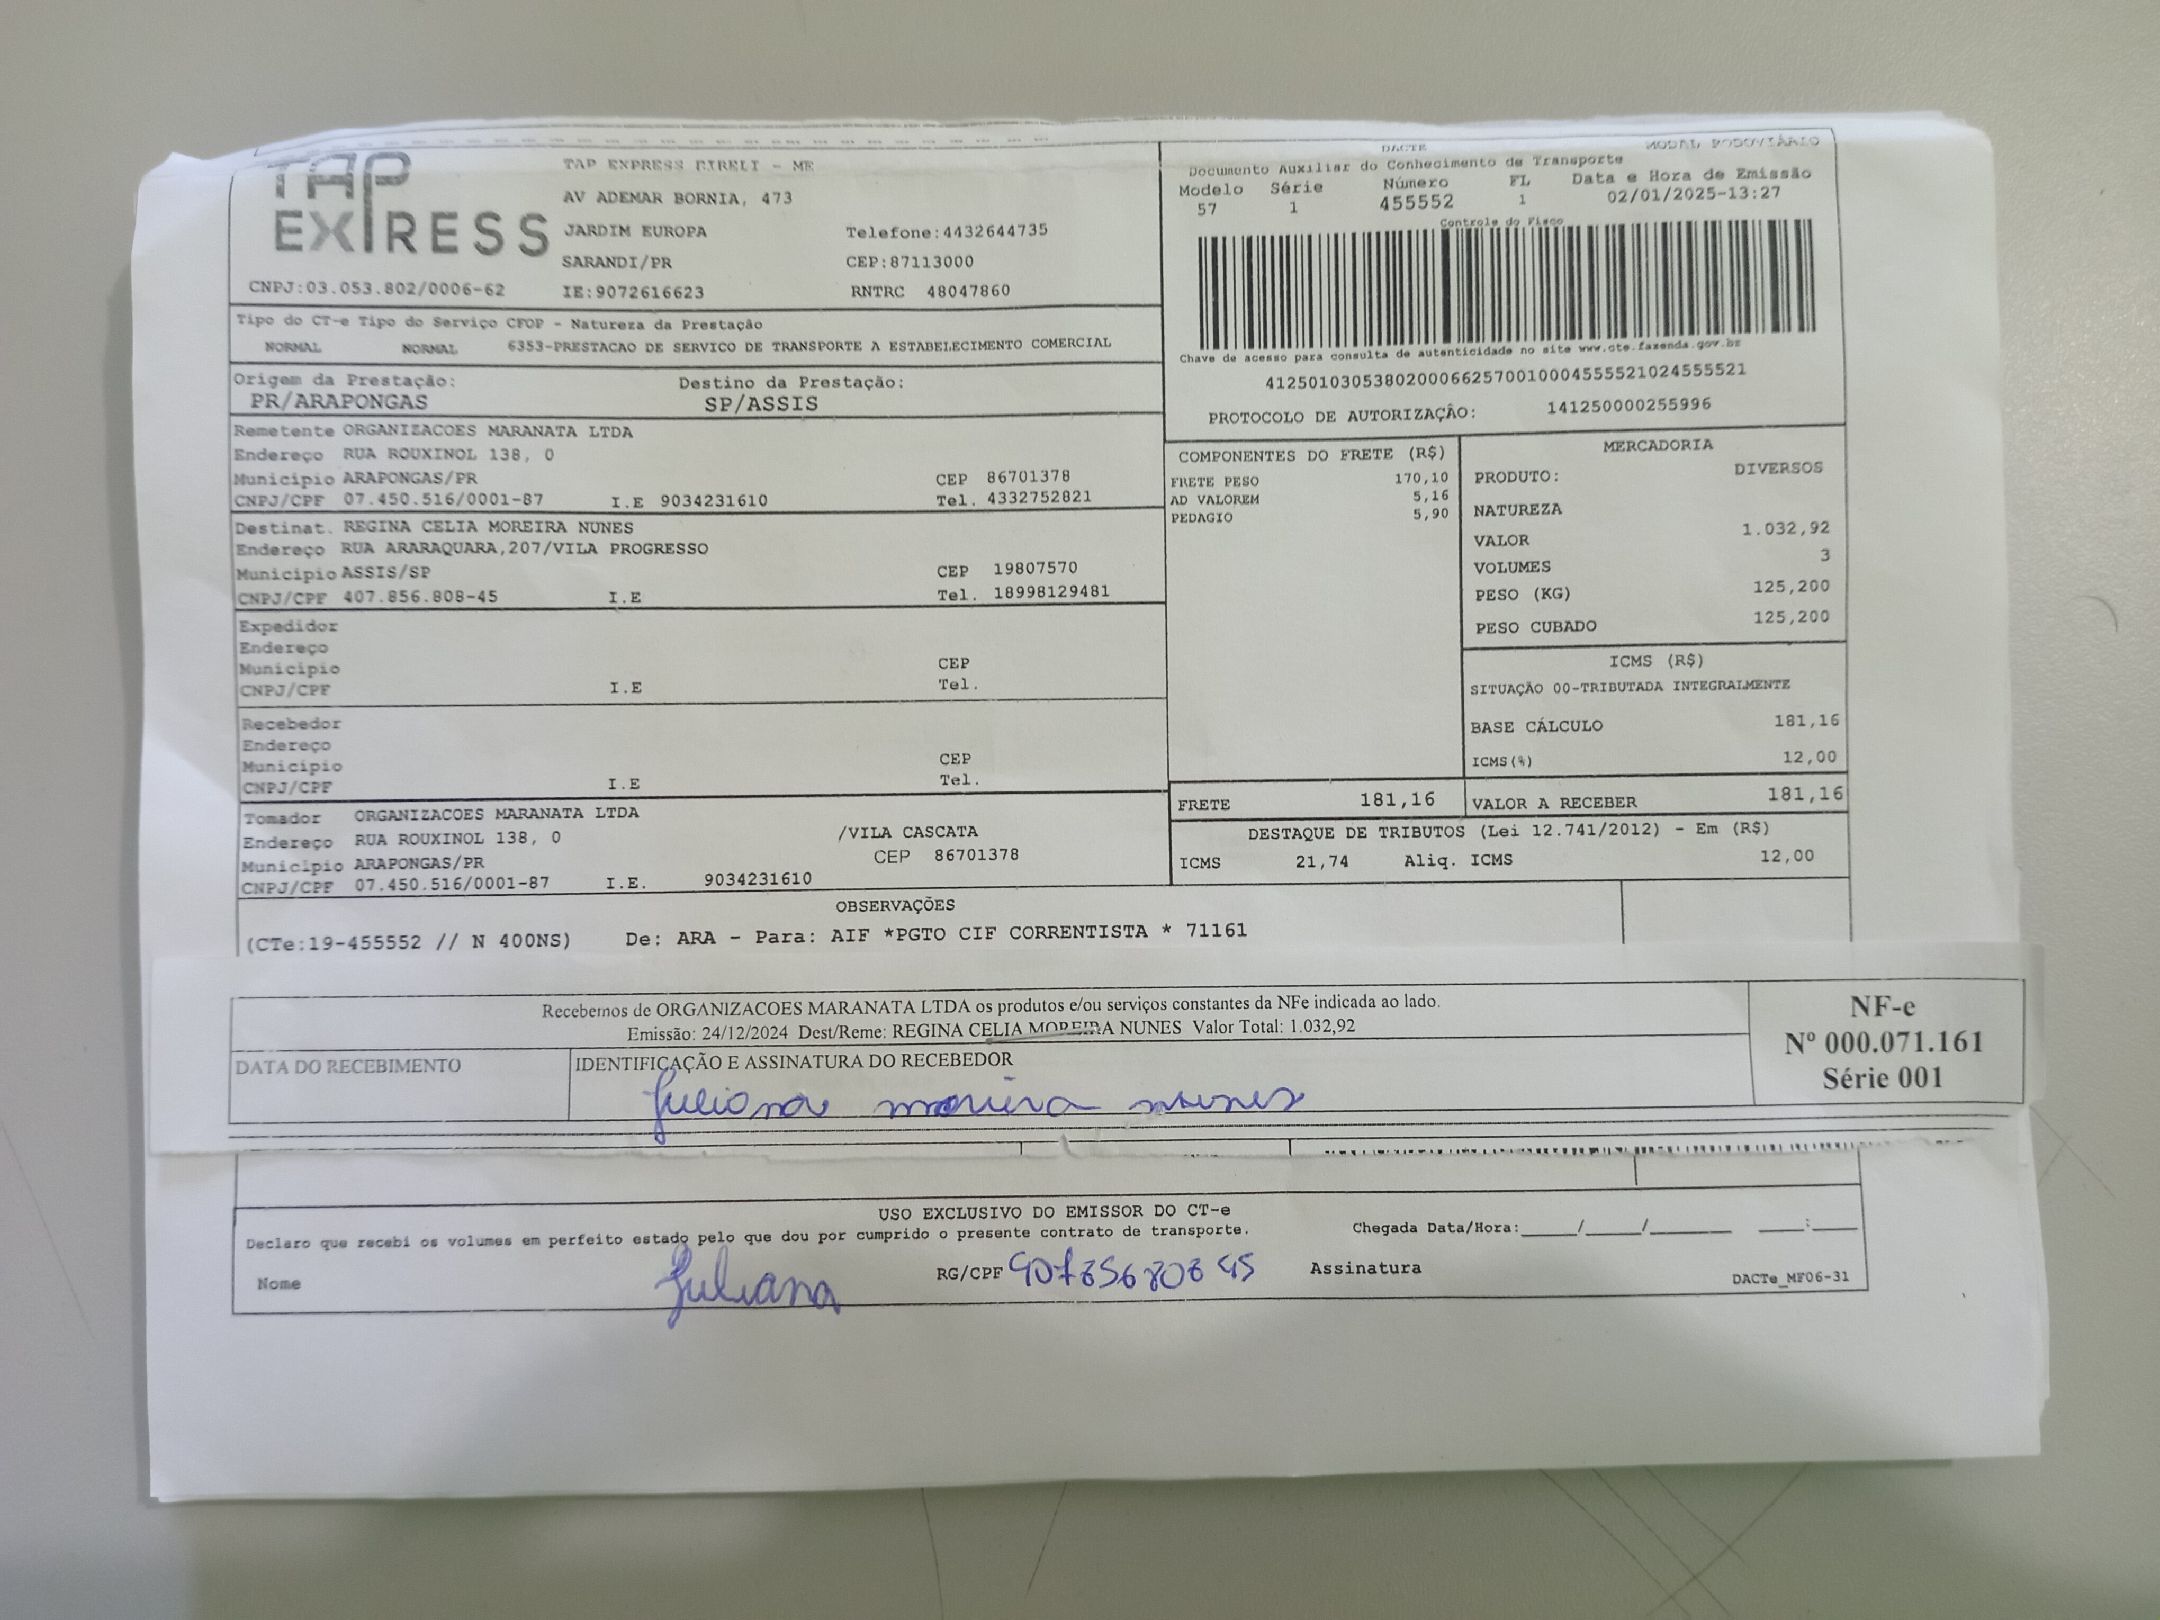 TAP
EXPRESS
CNPJ:03.053.802/0006-62
TAP EXPRESS EIRELI - ME
AV ADEMAR BORNIA, 473
JARDIM EUROPA Telefone:4432644735
SARANDI/PR CEP:87113000
IE:9072616623 RNTRC 48047860
DACTE MODAL RODOVIÁRIO
Documento Auxiliar do Conhecimento de Transporte
Modelo Série Número FL Data e Hora de Emissão
57 1 455552 1 02/01/2025-13:27
Controle do Fisco
Chave de acesso para consulta de autenticidade no site www.cte.fazenda.gov.br
41250103053802000662570010004555521024555521
PROTOCOLO DE AUTORIZAÇÃO: 141250000255996
Tipo do CT-e Tipo do Serviço CFOP - Natureza da Prestação
NORMAL NORMAL 6353-PRESTACAO DE SERVICO DE TRANSPORTE A ESTABELECIMENTO COMERCIAL
Origem da Prestação: Destino da Prestação:
PR/ARAPONGAS SP/ASSIS
Remetente ORGANIZACOES MARANATA LTDA
Endereço RUA ROUXINOL 138, 0
Município ARAPONGAS/PR CEP 86701378
CNPJ/CPF 07.450.516/0001-87 I.E 9034231610 Tel. 4332752821
Destinat. REGINA CELIA MOREIRA NUNES
Endereço RUA ARARAQUARA,207/VILA PROGRESSO
Município ASSIS/SP CEP 19807570
CNPJ/CPF 407.856.808-45 I.E Tel. 18998129481
Expedidor
Endereço
Município CEP
CNPJ/CPF I.E Tel.
Recebedor
Endereço
Município CEP
CNPJ/CPF I.E Tel.
Tomador ORGANIZACOES MARANATA LTDA
Endereço RUA ROUXINOL 138, 0 /VILA CASCATA
Município ARAPONGAS/PR CEP 86701378
CNPJ/CPF 07.450.516/0001-87 I.E. 9034231610
COMPONENTES DO FRETE (R$)
FRETE PESO 170,10
AD VALOREM 5,16
PEDAGIO 5,90
MERCADORIA
PRODUTO: DIVERSOS
NATUREZA
VALOR 1.032,92
VOLUMES 3
PESO (KG) 125,200
PESO CUBADO 125,200
ICMS (R$)
SITUAÇÃO 00-TRIBUTADA INTEGRALMENTE
BASE CÁLCULO 181,16
ICMS(%) 12,00
FRETE 181,16 VALOR A RECEBER 181,16
DESTAQUE DE TRIBUTOS (Lei 12.741/2012) - Em (R$)
ICMS 21,74 Aliq. ICMS 12,00
OBSERVAÇÕES
(CTe:19-455552 // N 400NS) De: ARA - Para: AIF *PGTO CIF CORRENTISTA * 71161
Recebemos de ORGANIZACOES MARANATA LTDA os produtos e/ou serviços constantes da NFe indicada ao lado.
Emissão: 24/12/2024 Dest/Reme: REGINA CELIA MOREIRA NUNES Valor Total: 1.032,92
DATA DO RECEBIMENTO IDENTIFICAÇÃO E ASSINATURA DO RECEBEDOR
Juliana moreira nunes
NF-e
Nº 000.071.161
Série 001
USO EXCLUSIVO DO EMISSOR DO CT-e
Declaro que recebi os volumes em perfeito estado pelo que dou por cumprido o presente contrato de transporte. Chegada Data/Hora:____/____/______ ____:____
Nome Juliana RG/CPF 40785680845 Assinatura DACTe_MF06-31